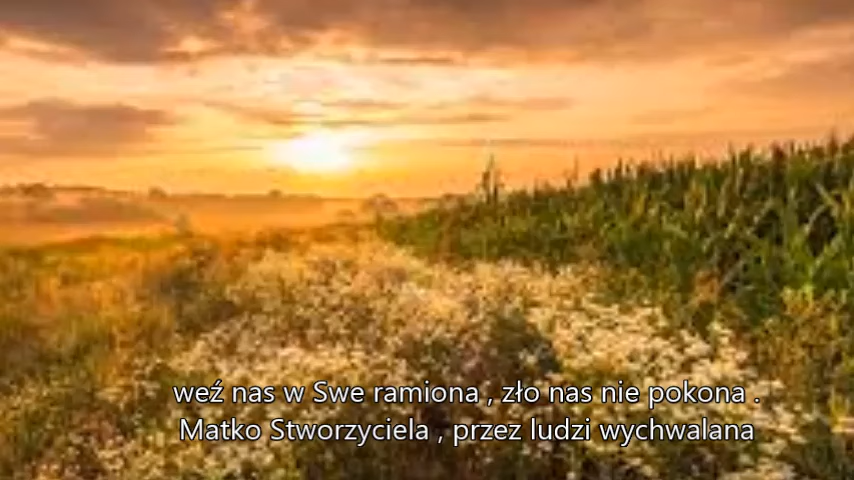 weź nas w Swe ramiona , zło nas nie pokona .
Matko Stworzyciela , przez ludzi wychwalana